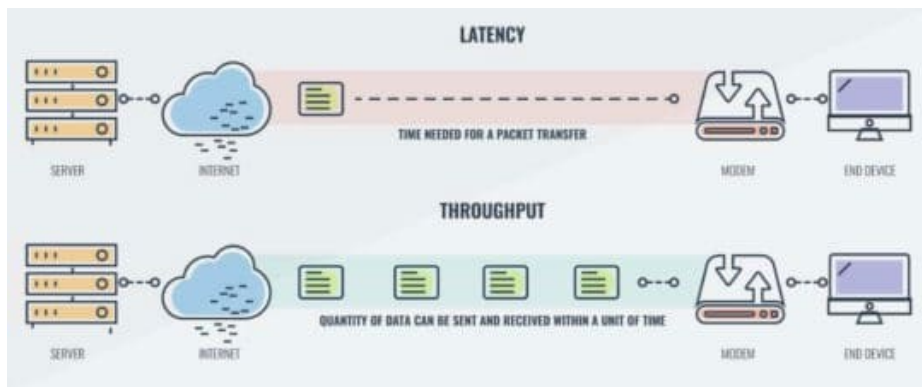 LATENCY
TIME NEEDED FOR A PACKET TRANSFER
SERVER
INTERNET
MODEM
END DEVICE
THROUGHPUT
QUANTITY OF DATA CAN BE SENT AND RECEIVED WITHIN A UNIT OF TIME
SERVER
INTERNET
MODEM
END DEVICE